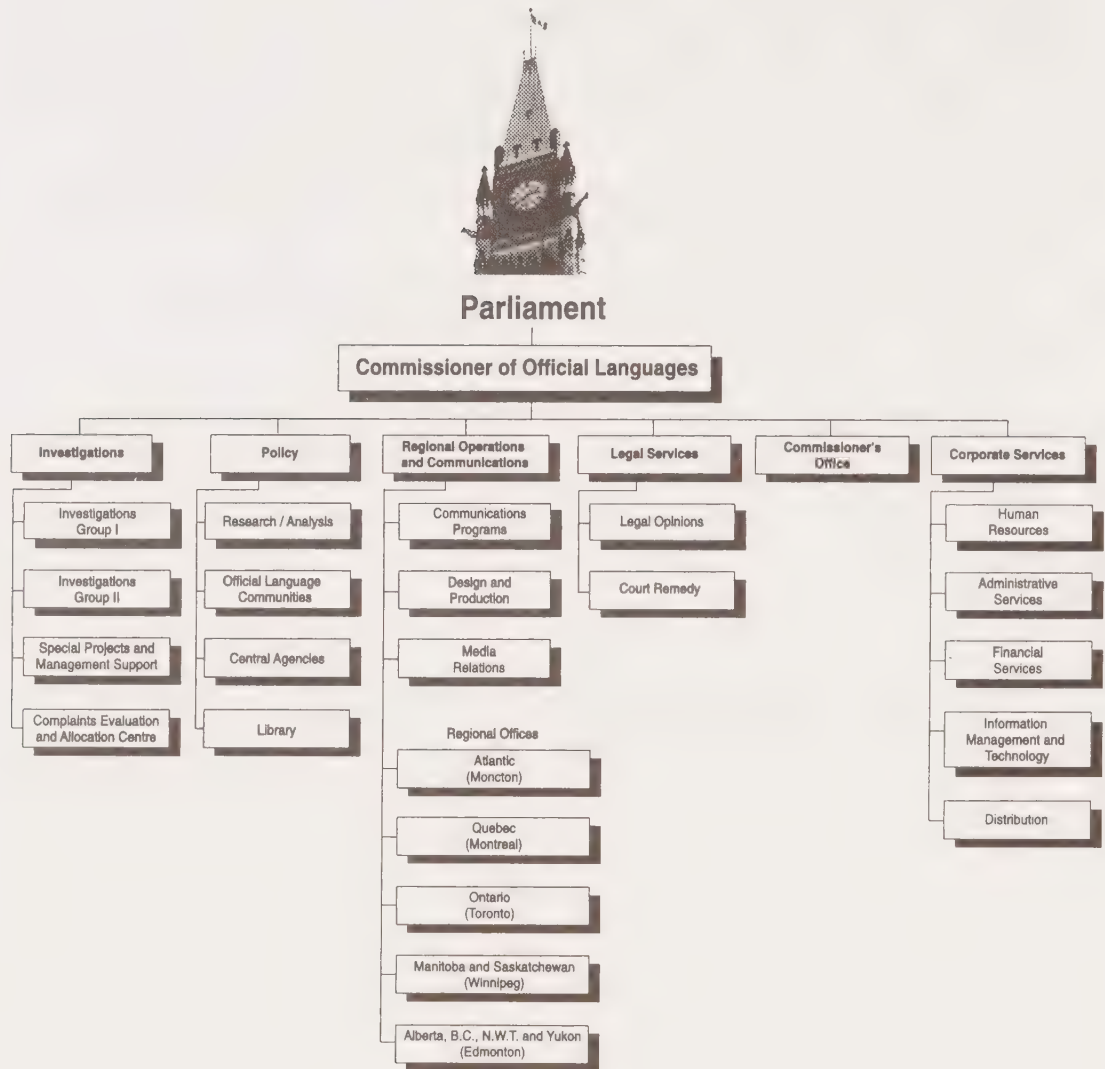 Parliament
Commissioner of Official Languages
Investigations
Investigations
Group I
Investigations
Group II
Special Projects and
Management Support
Complaints Evaluation
and Allocation Centre
Policy
Research / Analysis
Official Language
Communities
Central Agencies
Library
Regional Operations
and Communications
Communications
Programs
Design and
Production
Media
Relations
Regional Offices
Atlantic
(Moncton)
Quebec
(Montreal)
Ontario
(Toronto)
Manitoba and Saskatchewan
(Winnipeg)
Alberta, B.C., N.W.T. and Yukon
(Edmonton)
Legal Services
Legal Opinions
Court Remedy
Commissioner's
Office
Corporate Services
Human
Resources
Administrative
Services
Financial
Services
Information
Management and
Technology
Distribution